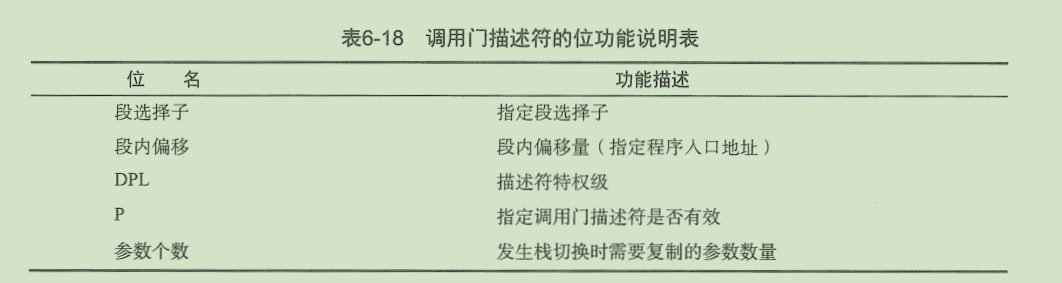 表6-18 调用门描述符的位功能说明表
位 名 功能描述
段选择子 指定段选择子
段内偏移 段内偏移量（指定程序入口地址）
DPL 描述符特权级
P 指定调用门描述符是否有效
参数个数 发生栈切换时需要复制的参数数量